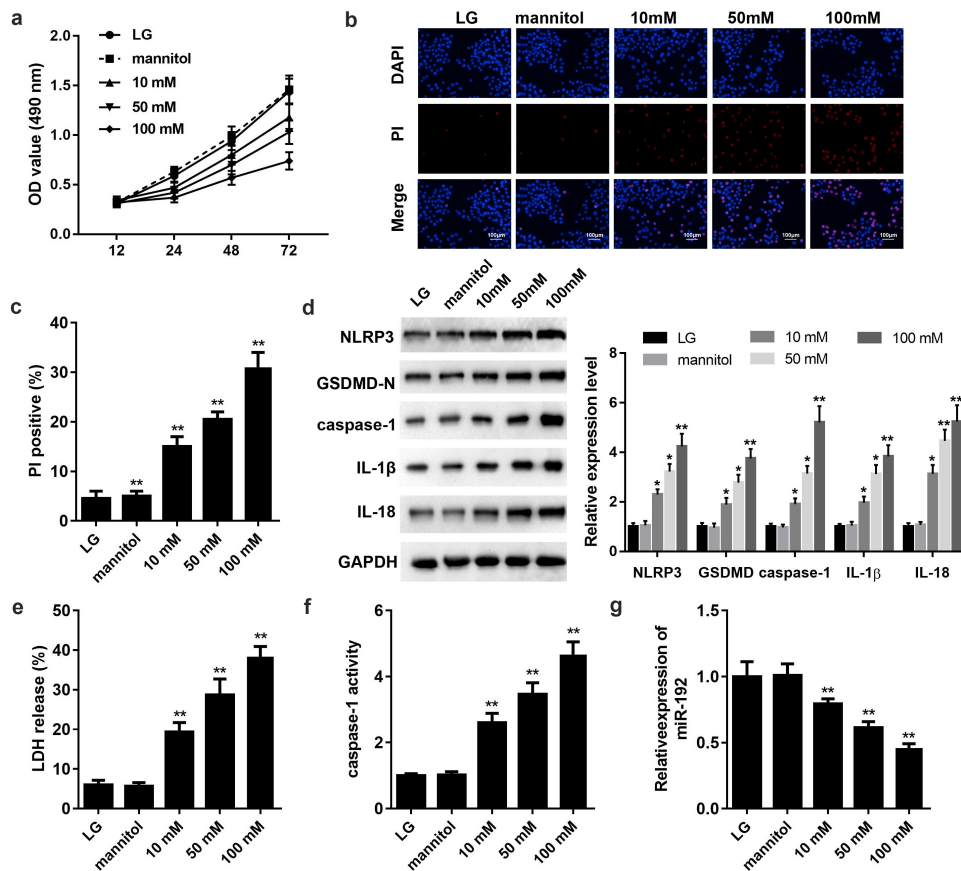 a
LG
mannitol
10 mM
50 mM
100 mM
OD value (490 nm)
2.0
1.5
1.0
0.5
0.0
12 24 48 72
b
LG mannitol 10mM 50mM 100mM
DAPI
PI
Merge
100μm 100μm 100μm 100μm 100μm
c
PI positive (%)
40
30
20
10
0
** ** ** **
LG mannitol 10 mM 50 mM 100 mM
d
LG mannitol 10mM 50mM 100mM
NLRP3
GSDMD-N
caspase-1
IL-1β
IL-18
GAPDH
LG 10 mM 100 mM
mannitol 50 mM
Relative expression level
8
6
4
2
0
* * ** * * ** * * ** * * ** * ** **
NLRP3 GSDMD caspase-1 IL-1β IL-18
e
LDH release (%)
50
40
30
20
10
0
** ** **
LG mannitol 10 mM 50 mM 100 mM
f
caspase-1 activity
6
4
2
0
** ** **
LG mannitol 10 mM 50 mM 100 mM
g
Relativeexpression of
miR-192
1.5
1.0
0.5
0.0
** ** **
LG mannitol 10 mM 50 mM 100 mM